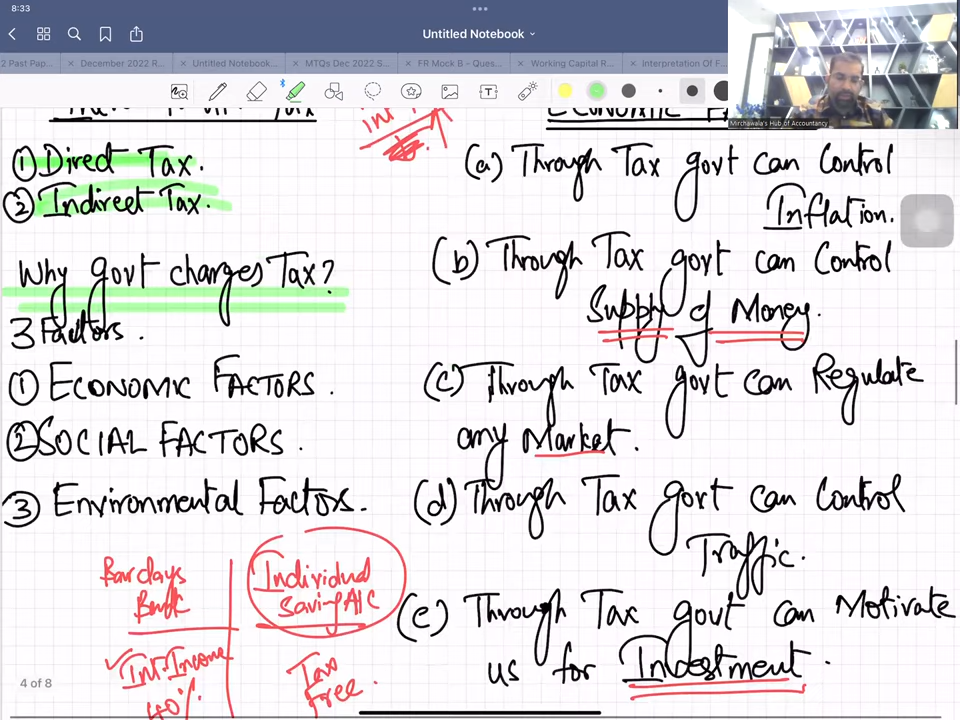 8:33
Untitled Notebook
2 Past Pap...
December 2022 R...
Untitled Notebook...
MTQs Dec 2022 S...
FR Mock B - Ques...
Working Capital R...
Interpretation Of F...
Mirchawala's Hub of Accountancy
① Direct Tax.
② Indirect Tax.
Why govt charges Tax?
3 Factors.
① ECONOMIC FACTORS.
② SOCIAL FACTORS.
③ Environmental Factors.
Barclays
Bank
Int. Income
40%.
Individual
Saving A/C
Tax
Free.
(a) Through Tax govt can Control
Inflation.
(b) Through Tax govt can Control
Supply of Money.
(c) Through Tax govt can Regulate
any Market.
(d) Through Tax govt can Control
Traffic.
(e) Through Tax govt can Motivate
us for Investment.
4 of 8